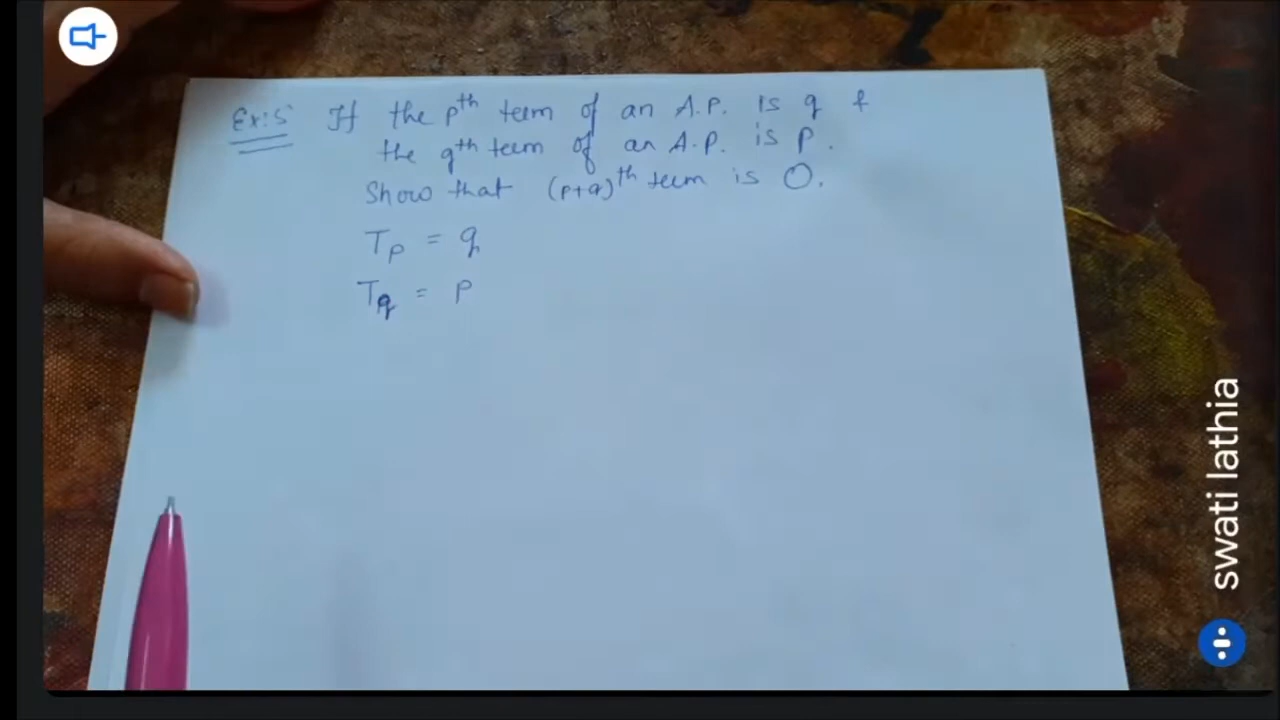 Ex:5 If the pth term of an A.P. is q &
the qth term of an A.P. is p.
Show that (p+q)th term is 0.
Tp = q
Tq = p
swati lathia